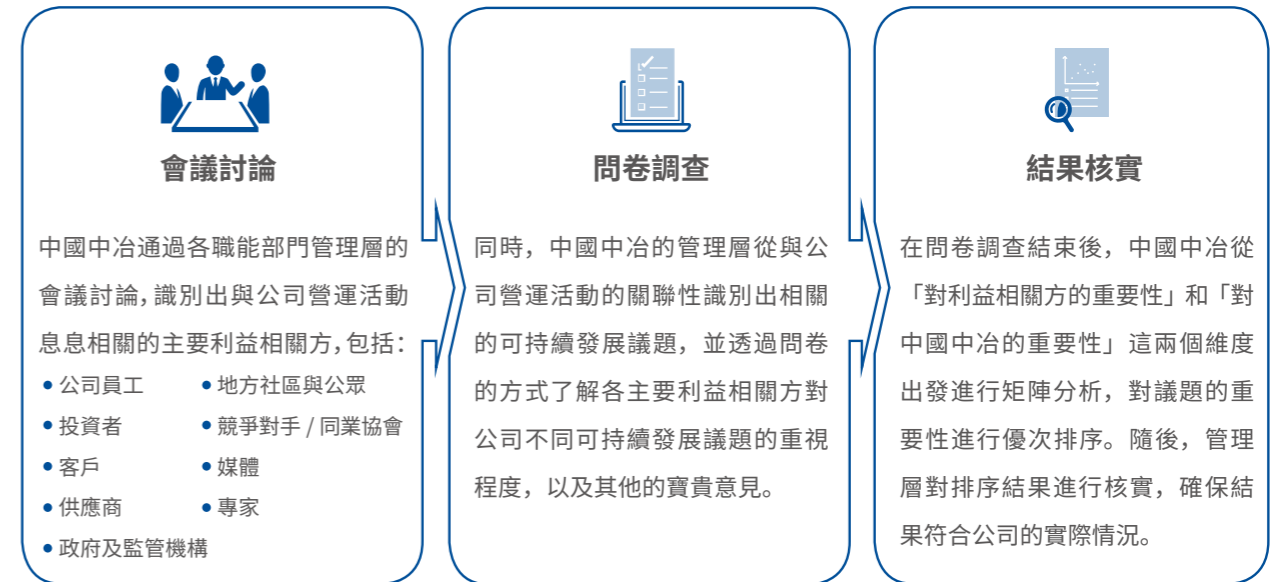 會議討論
中國中冶通過各職能部門管理層的
會議討論，識別出與公司營運活動
息息相關的主要利益相關方，包括：
•公司員工
•地方社區與公眾
•投資者
•競爭對手 / 同業協會
•客戶
•媒體
•供應商
•專家
•政府及監管機構
問卷調查
同時，中國中冶的管理層從與公
司營運活動的關聯性識別出相關
的可持續發展議題，並透過問卷
的方式了解各主要利益相關方對
公司不同可持續發展議題的重視
程度，以及其他的寶貴意見。
結果核實
在問卷調查結束後，中國中冶從
「對利益相關方的重要性」和「對
中國中冶的重要性」這兩個維度
出發進行矩陣分析，對議題的重
要性進行優次排序。隨後，管理
層對排序結果進行核實，確保結
果符合公司的實際情況。